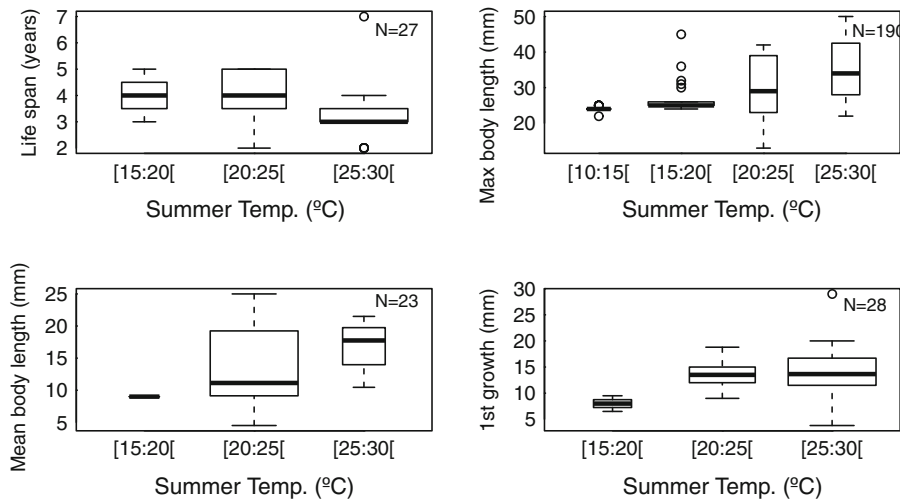 Life span (years)
7
6
5
4
3
2
N=27
[15:20[ [20:25[ [25:30[
Summer Temp. (ºC)
Max body length (mm)
50
40
30
20
N=190
[10:15[ [15:20[ [20:25[ [25:30[
Summer Temp. (ºC)
Mean body length (mm)
25
20
15
10
5
N=23
[15:20[ [20:25[ [25:30[
Summer Temp. (ºC)
1st growth (mm)
30
25
20
15
10
5
N=28
[15:20[ [20:25[ [25:30[
Summer Temp. (ºC)